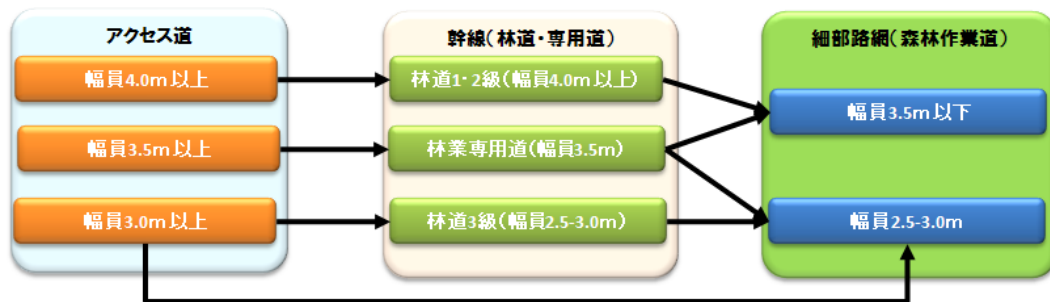 アクセス道
幅員4.0m以上
幅員3.5m以上
幅員3.0m以上
幹線(林道・専用道)
林道1・2級(幅員4.0m以上)
林業専用道(幅員3.5m)
林道3級(幅員2.5-3.0m)
細部路網(森林作業道)
幅員3.5m以下
幅員2.5-3.0m